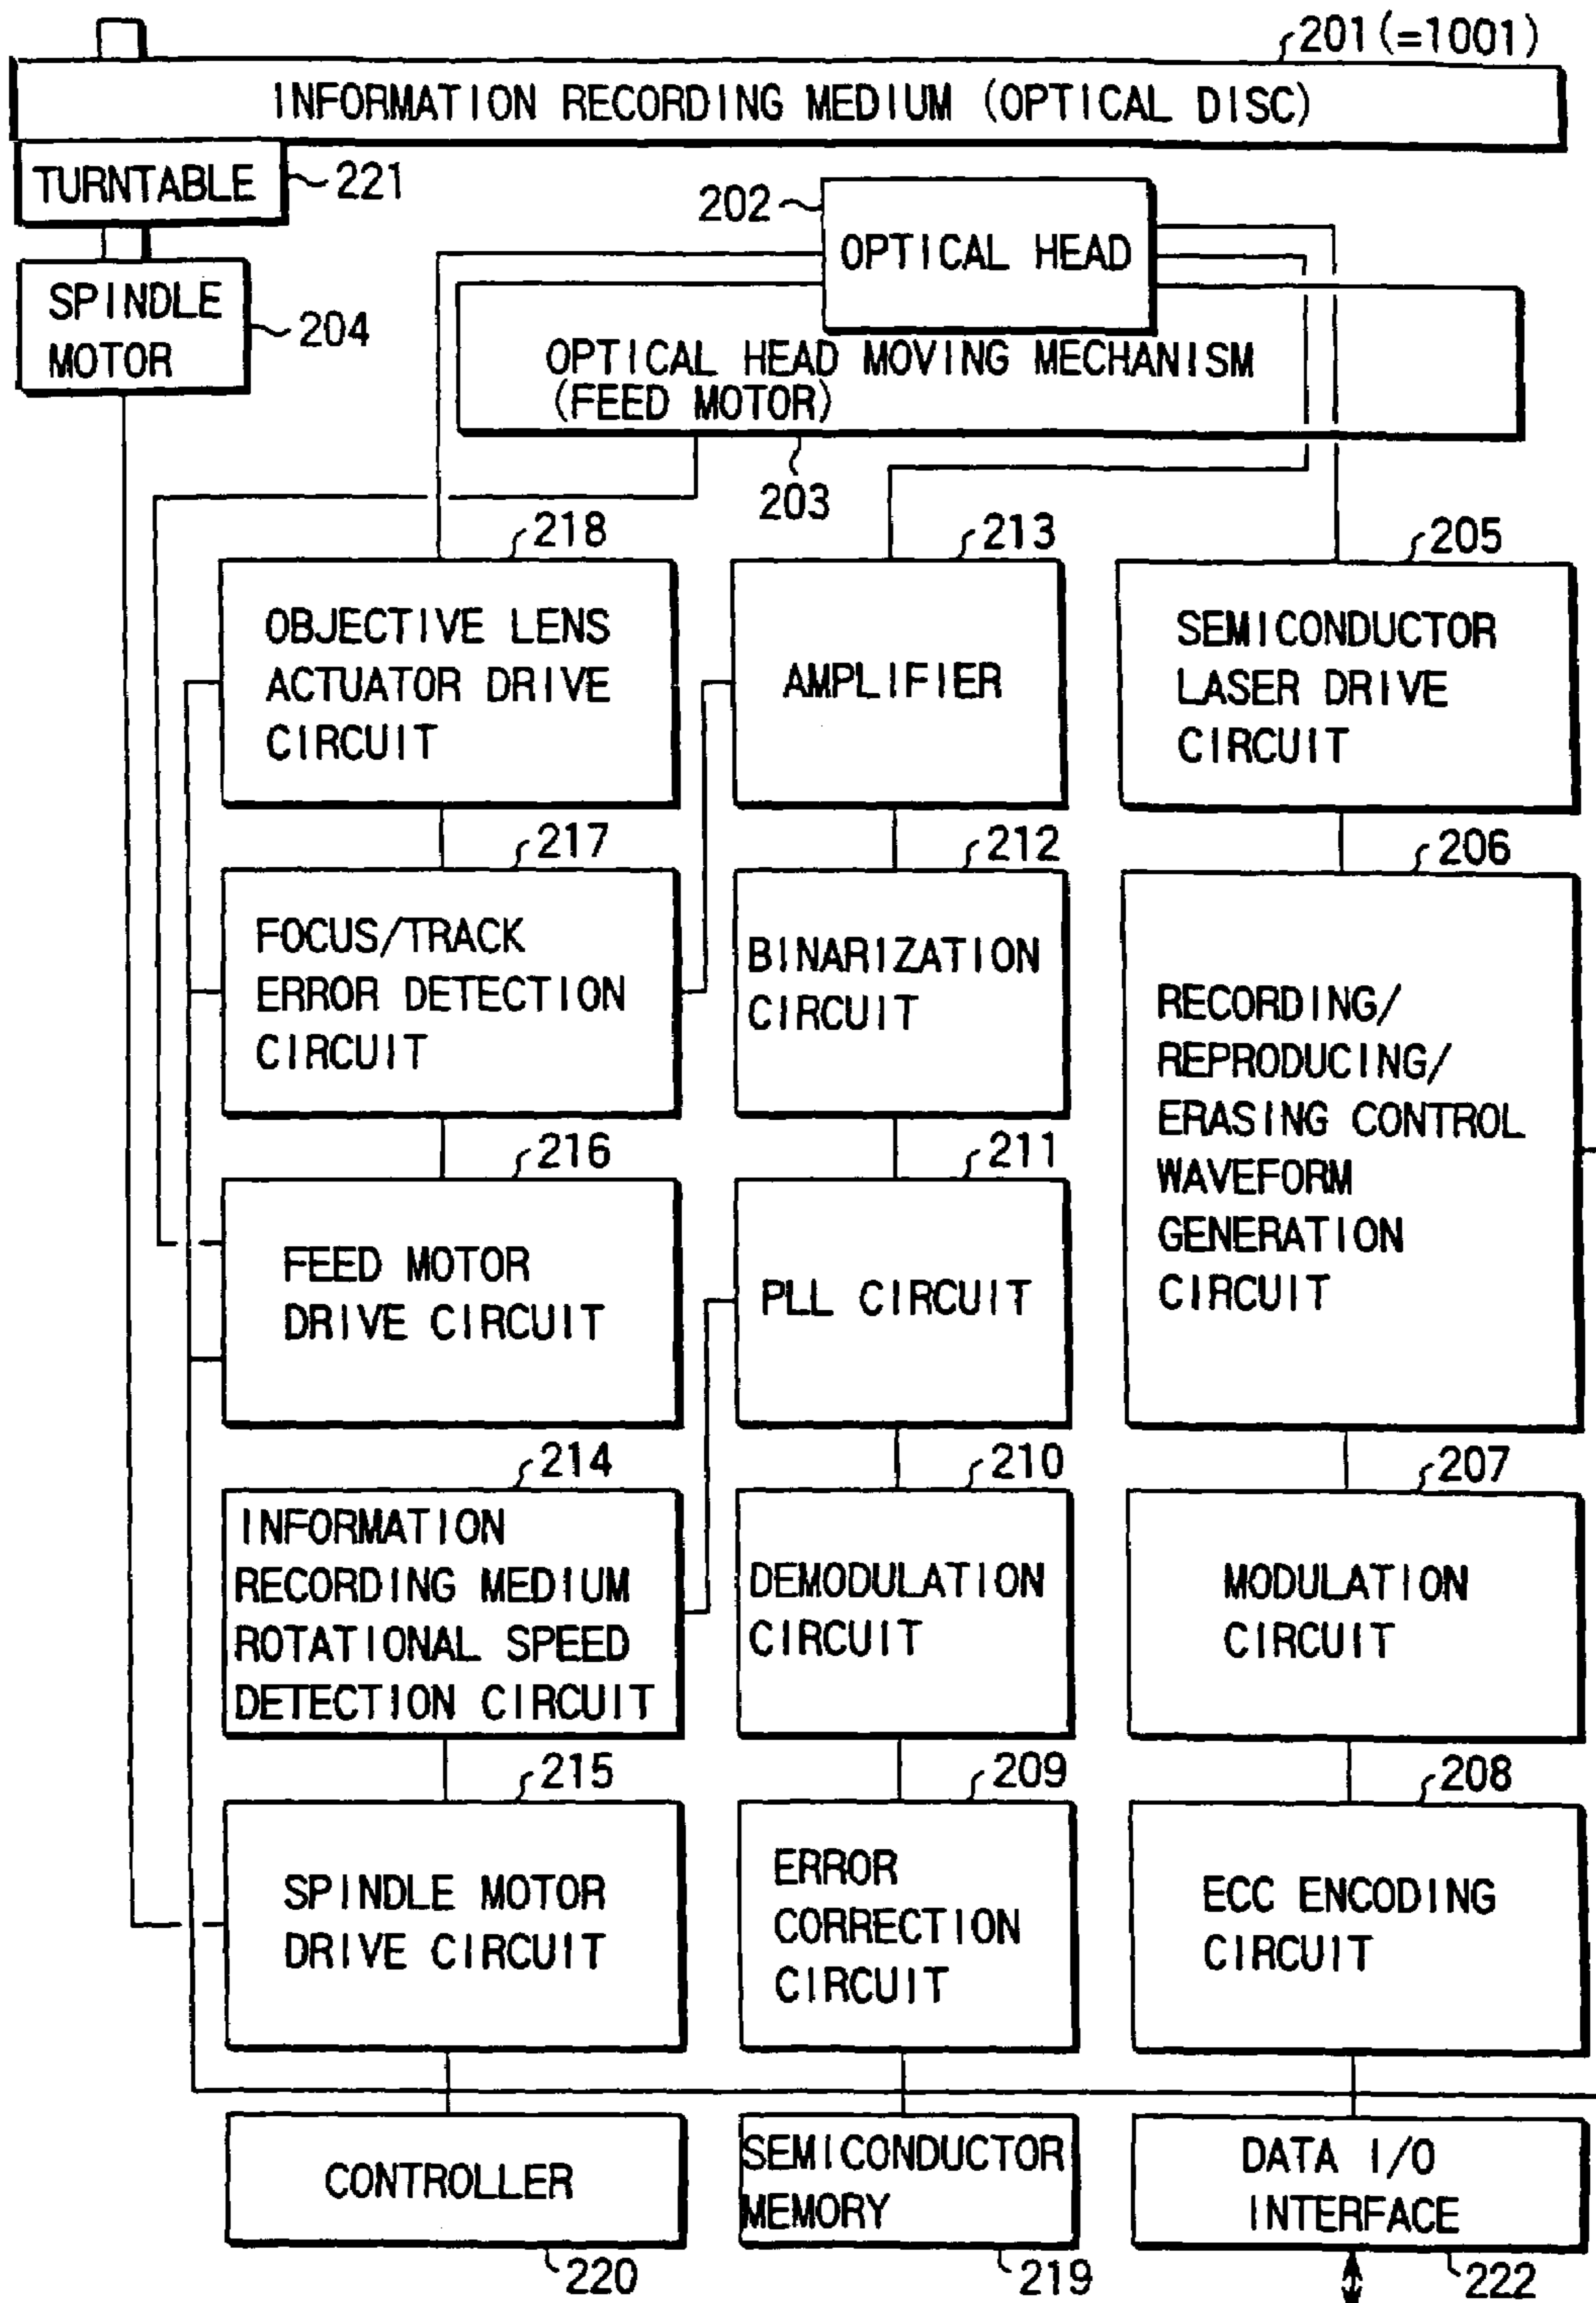 201(=1001)
INFORMATION RECORDING MEDIUM (OPTICAL DISC)
TURNTABLE
221
202
OPTICAL HEAD
SPINDLE
MOTOR
204
OPTICAL HEAD MOVING MECHANISM
(FEED MOTOR)
203
218
213
205
OBJECTIVE LENS
ACTUATOR DRIVE
CIRCUIT
AMPLIFIER
SEMICONDUCTOR
LASER DRIVE
CIRCUIT
217
212
206
FOCUS/TRACK
ERROR DETECTION
CIRCUIT
BINARIZATION
CIRCUIT
RECORDING/
REPRODUCING/
ERASING CONTROL
WAVEFORM
GENERATION
CIRCUIT
216
211
FEED MOTOR
DRIVE CIRCUIT
PLL CIRCUIT
214
210
207
INFORMATION
RECORDING MEDIUM
ROTATIONAL SPEED
DETECTION CIRCUIT
DEMODULATION
CIRCUIT
MODULATION
CIRCUIT
215
209
208
SPINDLE MOTOR
DRIVE CIRCUIT
ERROR
CORRECTION
CIRCUIT
ECC ENCODING
CIRCUIT
CONTROLLER
SEMICONDUCTOR
MEMORY
DATA I/O
INTERFACE
220
219
222